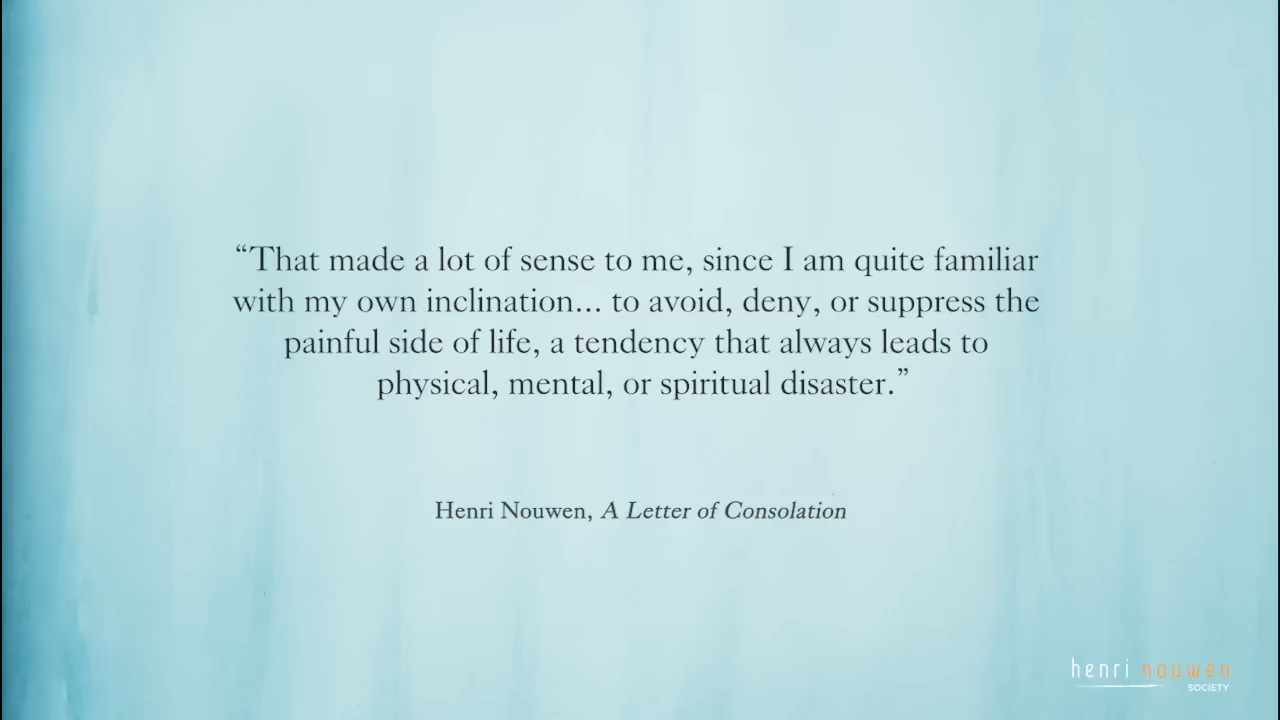 “That made a lot of sense to me, since I am quite familiar
with my own inclination... to avoid, deny, or suppress the
painful side of life, a tendency that always leads to
physical, mental, or spiritual disaster.”
Henri Nouwen, A Letter of Consolation
henri nouwen
SOCIETY